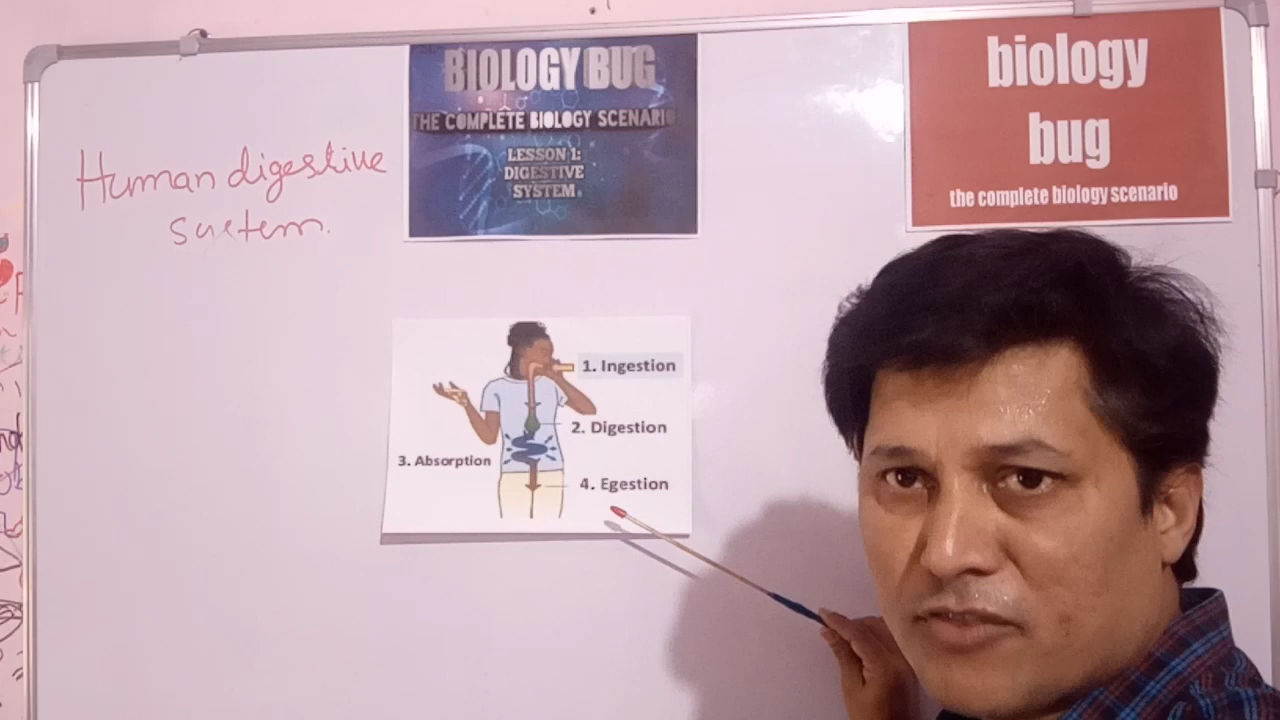 Human digestive
system.
BIOLOGY BUG
THE COMPLETE BIOLOGY SCENARIO
LESSON 1:
DIGESTIVE
SYSTEM
biology
bug
the complete biology scenario
1. Ingestion
2. Digestion
3. Absorption
4. Egestion